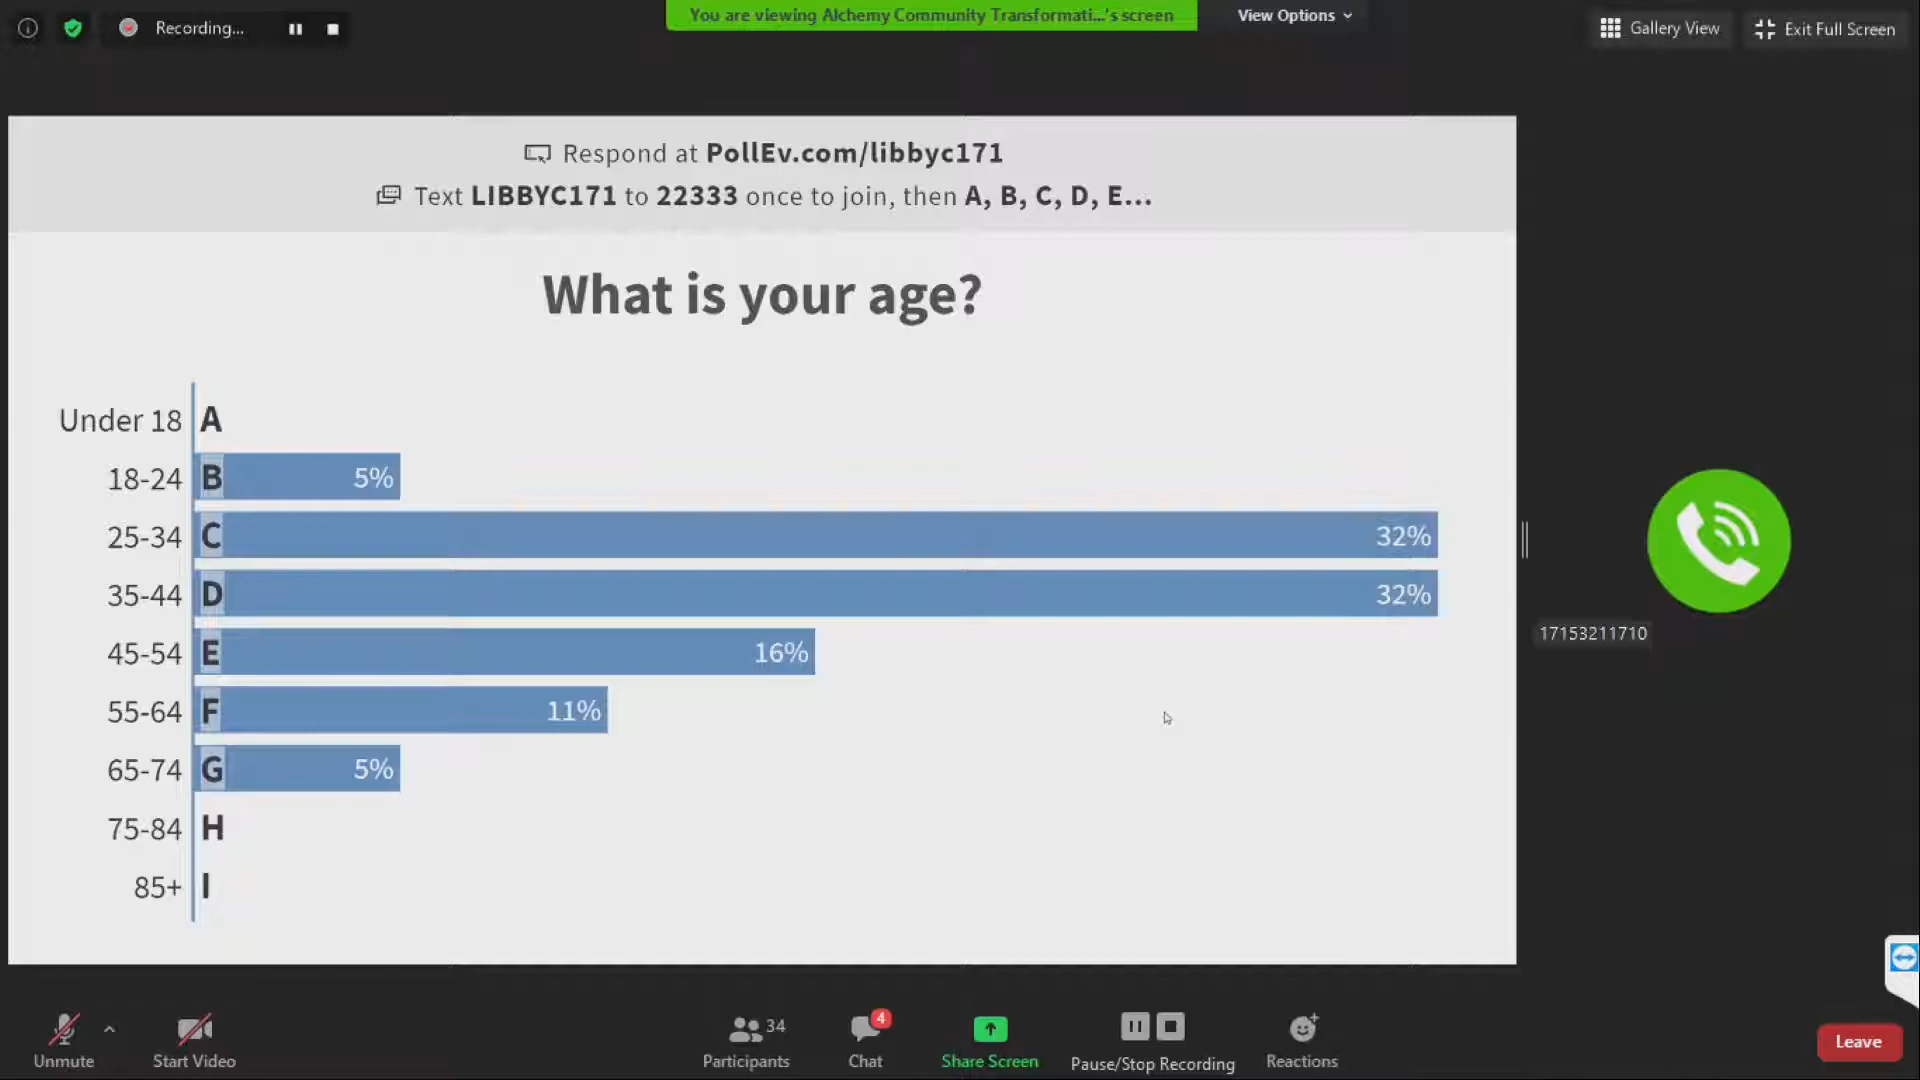 Recording...
You are viewing Alchemy Community Transformati...'s screen
View Options
Gallery View
Exit Full Screen
Respond at PollEv.com/libbyc171
Text LIBBYC171 to 22333 once to join, then A, B, C, D, E...
What is your age?
Under 18 A
18-24 B 5%
25-34 C 32%
35-44 D 32%
45-54 E 16%
55-64 F 11%
65-74 G 5%
75-84 H
85+ I
17153211710
Unmute
Start Video
34
Participants
4
Chat
Share Screen
Pause/Stop Recording
Reactions
Leave